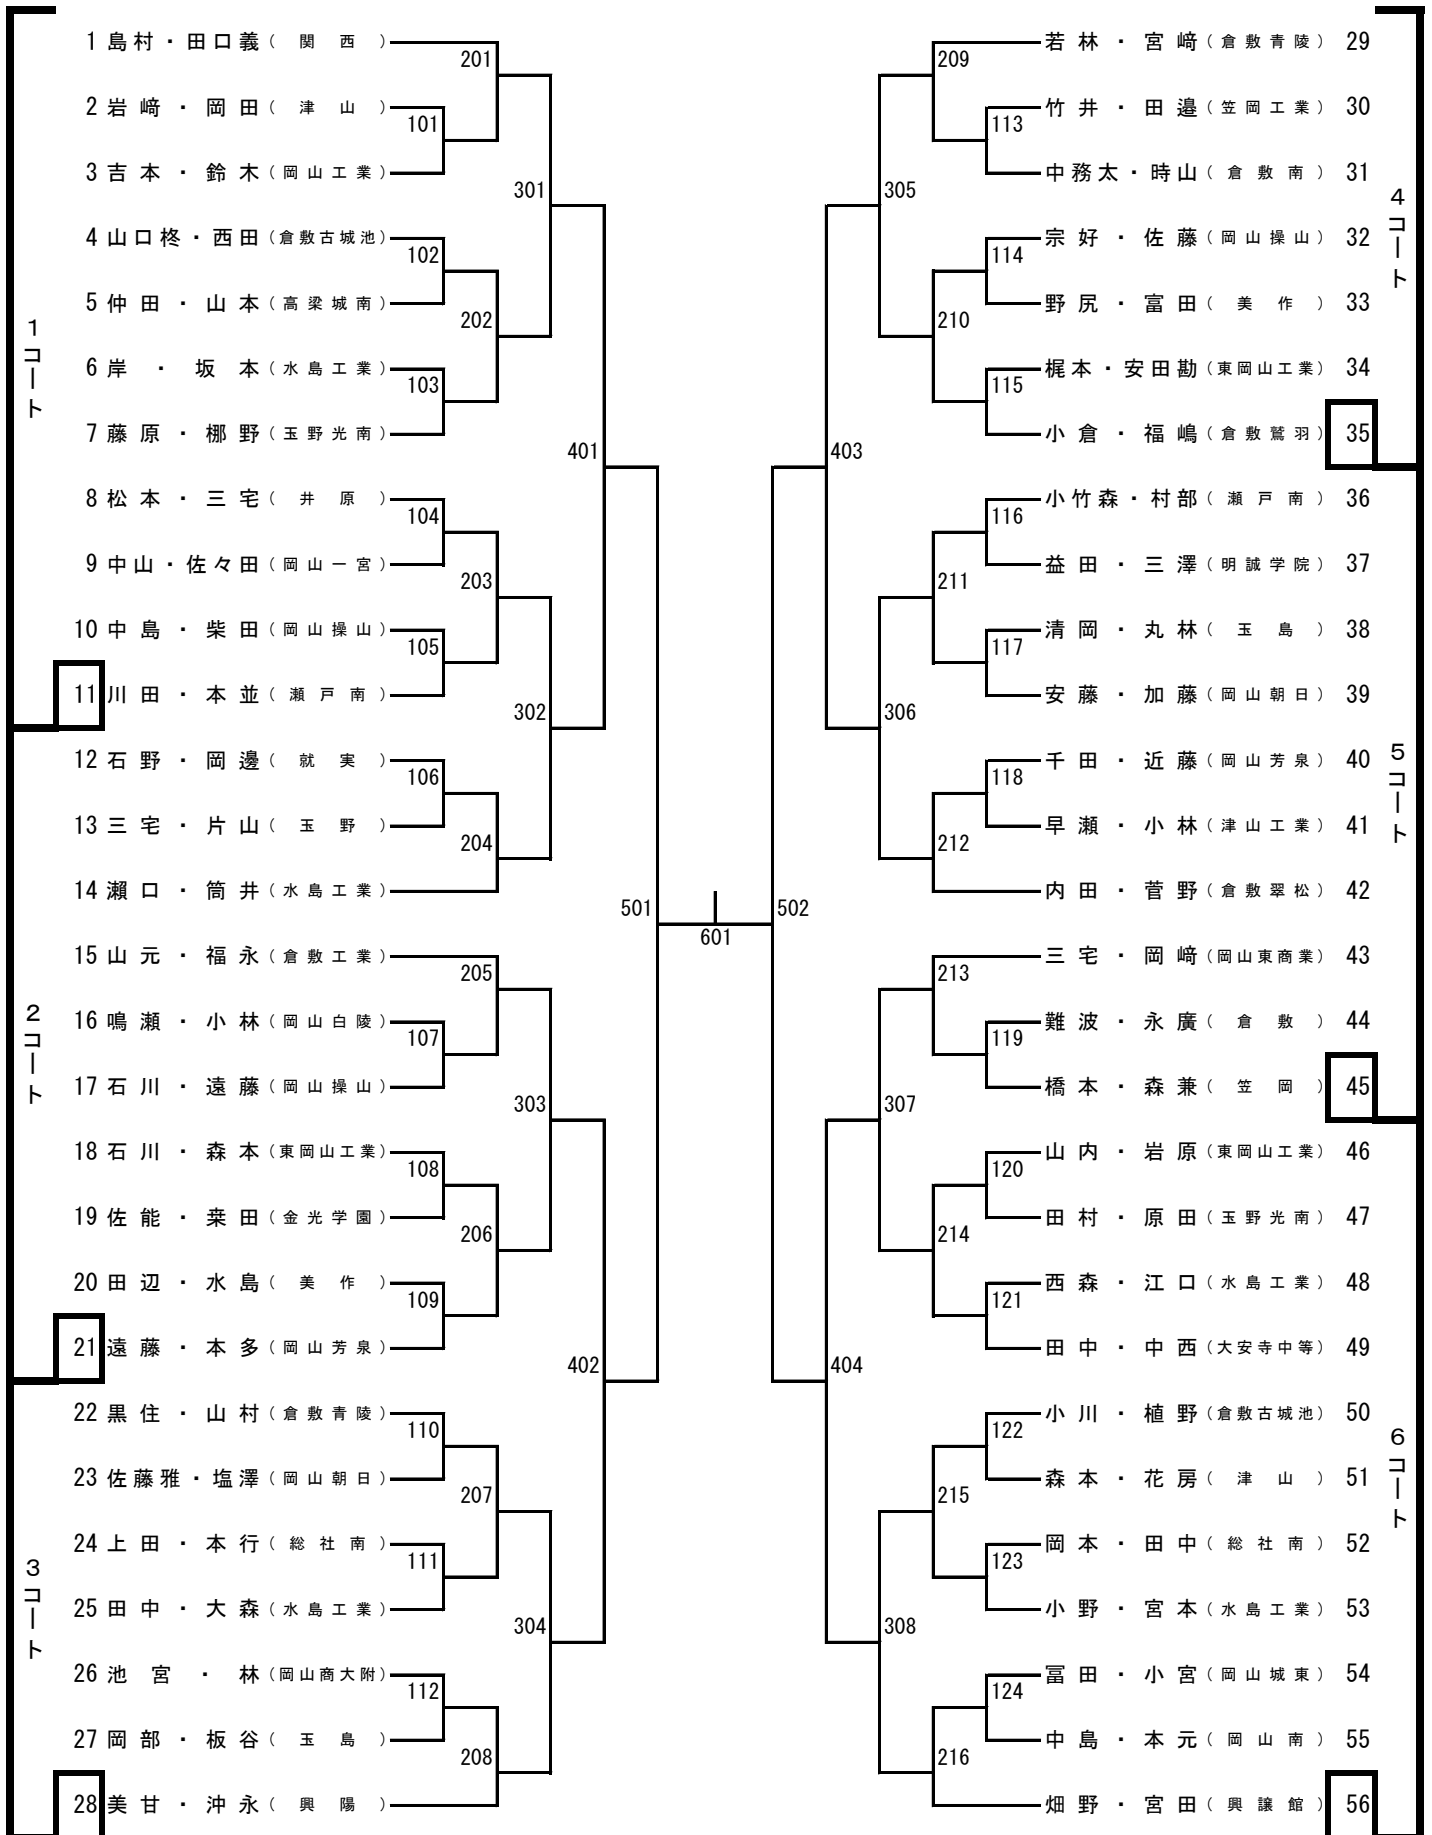 1 島村・田口義（関西）
2 岩﨑・岡田（津山）
3 吉本・鈴木（岡山工業）
4 山口柊・西田（倉敷古城池）
5 仲田・山本（高梁城南）
6 岸・坂本（水島工業）
7 藤原・梛野（玉野光南）
8 松本・三宅（井原）
9 中山・佐々田（岡山一宮）
10 中島・柴田（岡山操山）
11 川田・本並（瀬戸南）
12 石野・岡邊（就実）
13 三宅・片山（玉野）
14 瀬口・筒井（水島工業）
15 山元・福永（倉敷工業）
16 鳴瀬・小林（岡山白陵）
17 石川・遠藤（岡山操山）
18 石川・森本（東岡山工業）
19 佐能・桒田（金光学園）
20 田辺・水島（美作）
21 遠藤・本多（岡山芳泉）
22 黒住・山村（倉敷青陵）
23 佐藤雅・塩澤（岡山朝日）
24 上田・本行（総社南）
25 田中・大森（水島工業）
26 池宮・林（岡山商大附）
27 岡部・板谷（玉島）
28 美甘・沖永（興陽）
1コート
2コート
3コート
101
102
103
104
105
106
107
108
109
110
111
112
201
202
203
204
205
206
207
208
301
302
303
304
401
402
501
601
502
403
404
305
306
307
308
209
210
211
212
213
214
215
216
113
114
115
116
117
118
119
120
121
122
123
124
若林・宮﨑（倉敷青陵） 29
竹井・田邉（笠岡工業） 30
中務太・時山（倉敷南） 31
宗好・佐藤（岡山操山） 32
野尻・富田（美作） 33
梶本・安田勘（東岡山工業） 34
小倉・福嶋（倉敷鷲羽） 35
小竹森・村部（瀬戸南） 36
益田・三澤（明誠学院） 37
清岡・丸林（玉島） 38
安藤・加藤（岡山朝日） 39
千田・近藤（岡山芳泉） 40
早瀬・小林（津山工業） 41
内田・菅野（倉敷翠松） 42
三宅・岡﨑（岡山東商業） 43
難波・永廣（倉敷） 44
橋本・森兼（笠岡） 45
山内・岩原（東岡山工業） 46
田村・原田（玉野光南） 47
西森・江口（水島工業） 48
田中・中西（大安寺中等） 49
小川・植野（倉敷古城池） 50
森本・花房（津山） 51
岡本・田中（総社南） 52
小野・宮本（水島工業） 53
冨田・小宮（岡山城東） 54
中島・本元（岡山南） 55
畑野・宮田（興譲館） 56
4コート
5コート
6コート